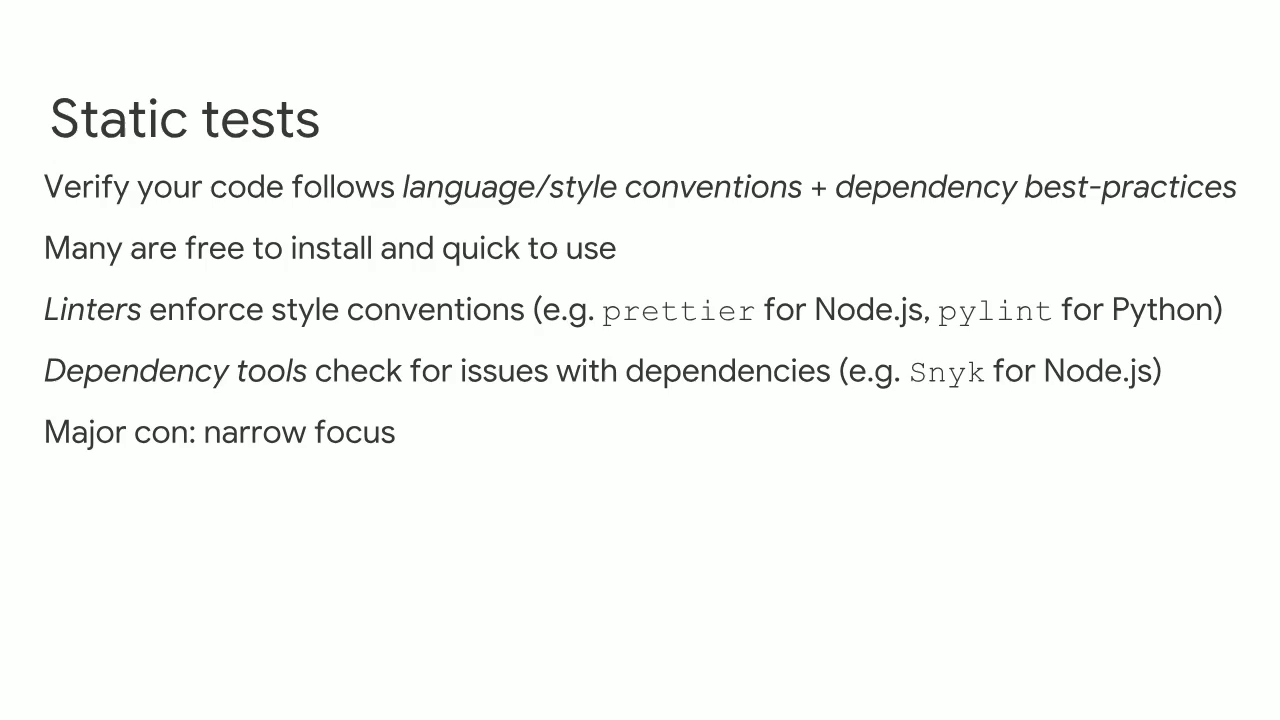 Static tests
Verify your code follows language/style conventions + dependency best-practices
Many are free to install and quick to use
Linters enforce style conventions (e.g. prettier for Node.js, pylint for Python)
Dependency tools check for issues with dependencies (e.g. Snyk for Node.js)
Major con: narrow focus